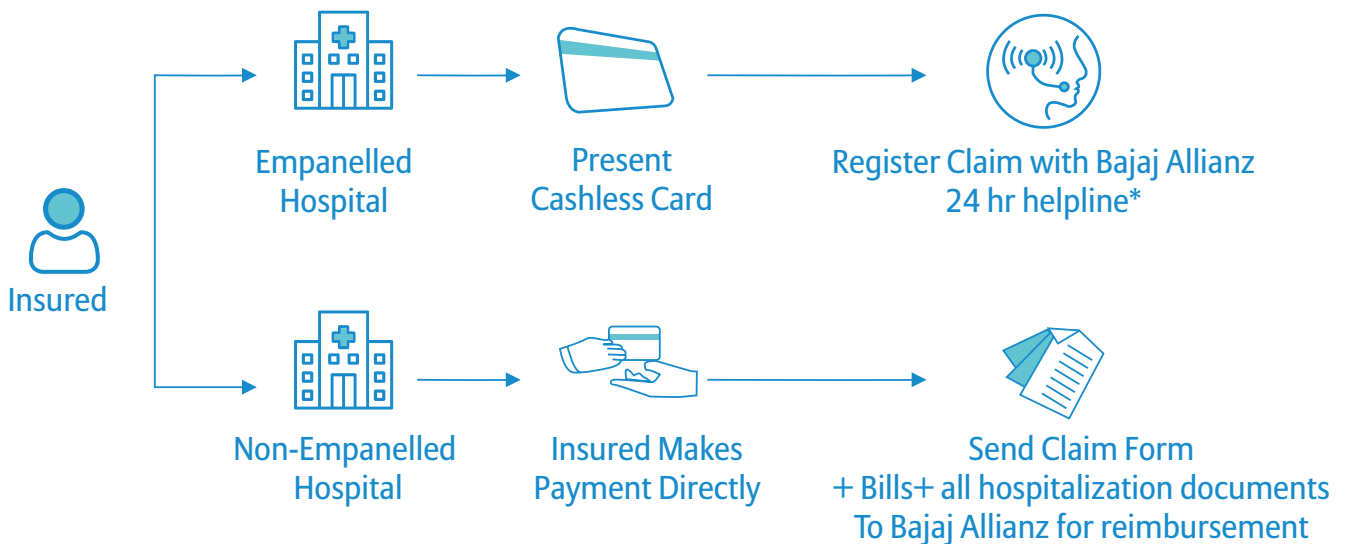 Insured
Empanelled
Hospital
Present
Cashless Card
Register Claim with Bajaj Allianz
24 hr helpline*
Non-Empanelled
Hospital
Insured Makes
Payment Directly
Send Claim Form
+ Bills+ all hospitalization documents
To Bajaj Allianz for reimbursement